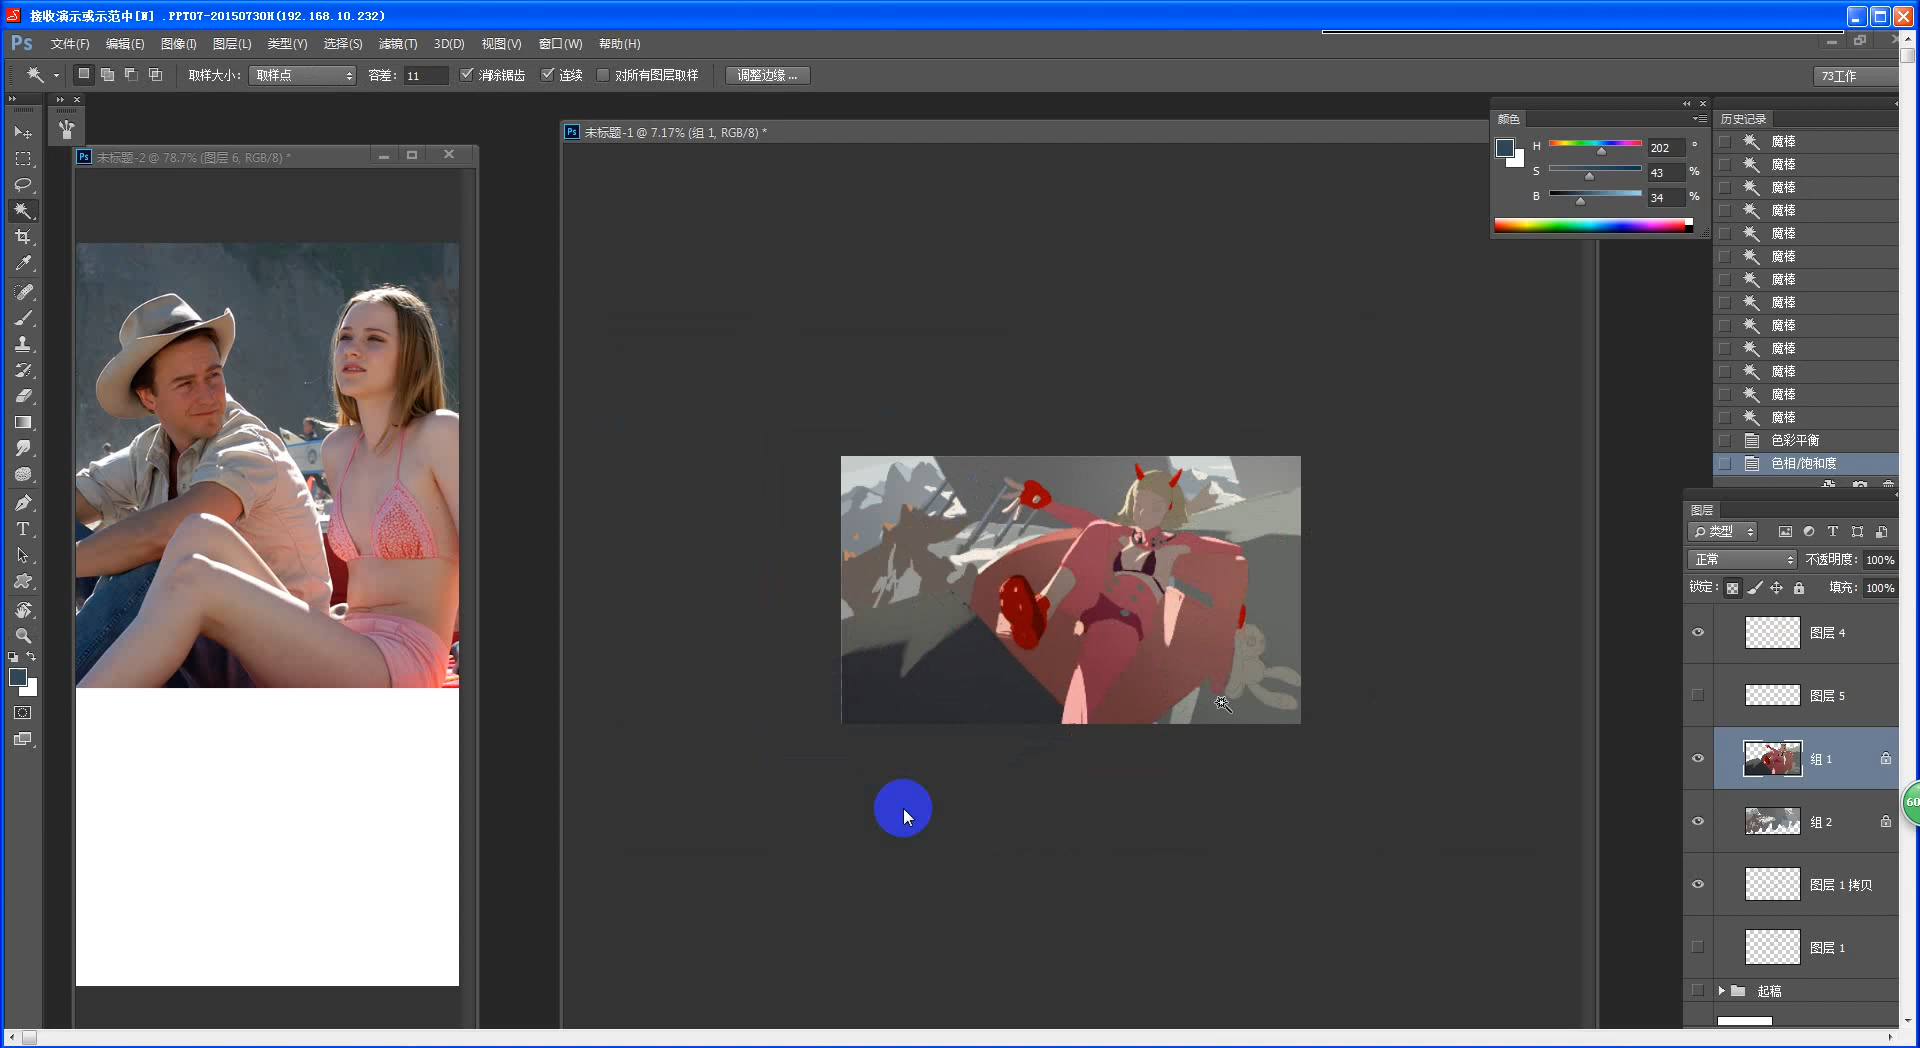 接收演示或示范中[W] .PPT07-20150730H(192.168.10.232)
Ps 文件(F) 编辑(E) 图像(I) 图层(L) 类型(Y) 选择(S) 滤镜(T) 3D(D) 视图(V) 窗口(W) 帮助(H)
取样大小： 取样点 容差： 11 消除锯齿 连续 对所有图层取样 调整边缘 ... 73工作
Ps 未标题-2 @ 78.7% (图层 6, RGB/8) *
Ps 未标题-1 @ 7.17% (组 1, RGB/8) *
颜色
H 202 °
S 43 %
B 34 %
历史记录
魔棒
魔棒
魔棒
魔棒
魔棒
魔棒
魔棒
魔棒
魔棒
魔棒
魔棒
魔棒
魔棒
色彩平衡
色相/饱和度
图层
类型
正常 不透明度： 100%
锁定： 填充： 100%
图层 4
图层 5
组 1
组 2
图层 1 拷贝
图层 1
起稿
60